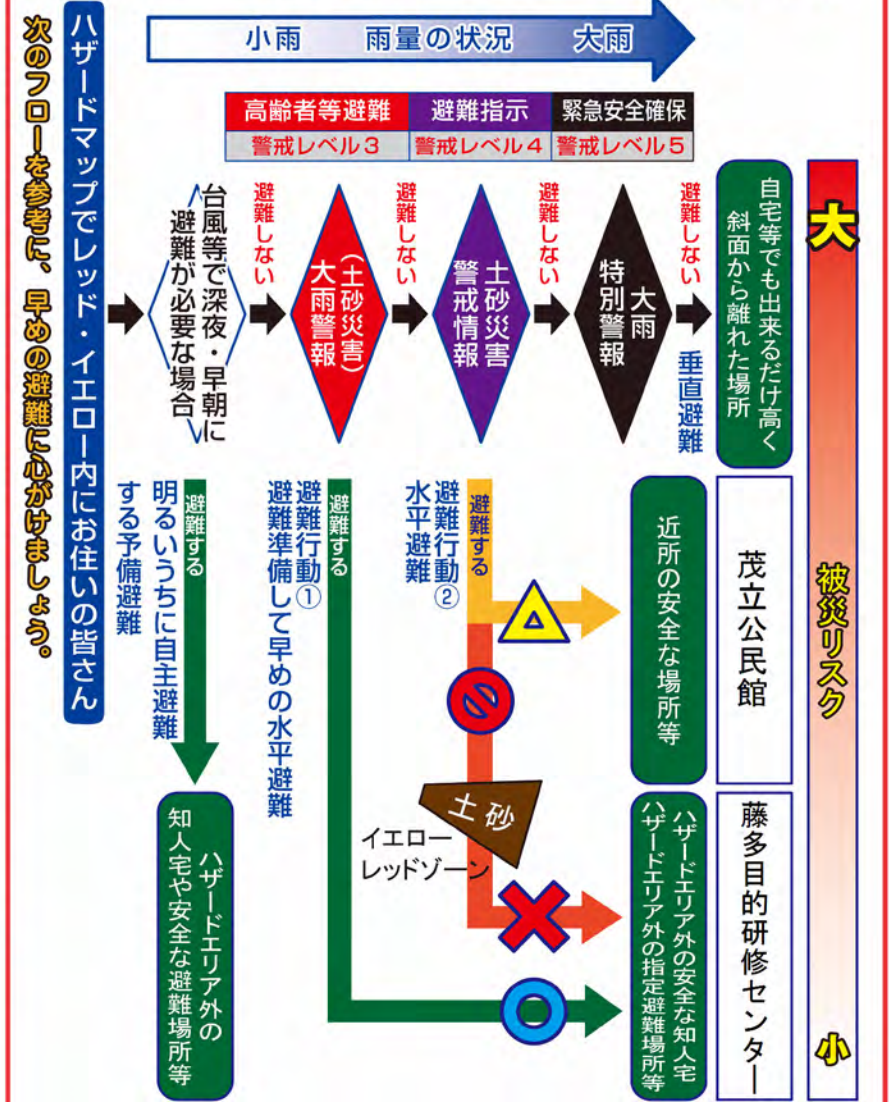 次のフローを参考に、早めの避難に心がけましょう。
ハザードマップでレッド・イエロー内にお住いの皆さん
小雨 雨量の状況 大雨
高齢者等避難 避難指示 緊急安全確保
警戒レベル3 警戒レベル4 警戒レベル5
台風等で深夜・早朝に
避難が必要な場合
避難しない
(土砂災害)
大雨警報
避難しない
土砂災害
警戒情報
避難しない
大雨
特別警報
避難しない
垂直避難
自宅等でも出来るだけ高く
斜面から離れた場所
避難する
明るいうちに自主避難
する予備避難
ハザードエリア外の
知人宅や安全な避難場所等
避難する
避難行動①
避難準備して早めの水平避難
避難する
避難行動②
水平避難
土砂
イエロー
レッドゾーン
近所の安全な場所等
茂立公民館
ハザードエリア外の安全な知人宅
ハザードエリア外の指定避難場所等
藤多目的研修センター
大
被災リスク
小